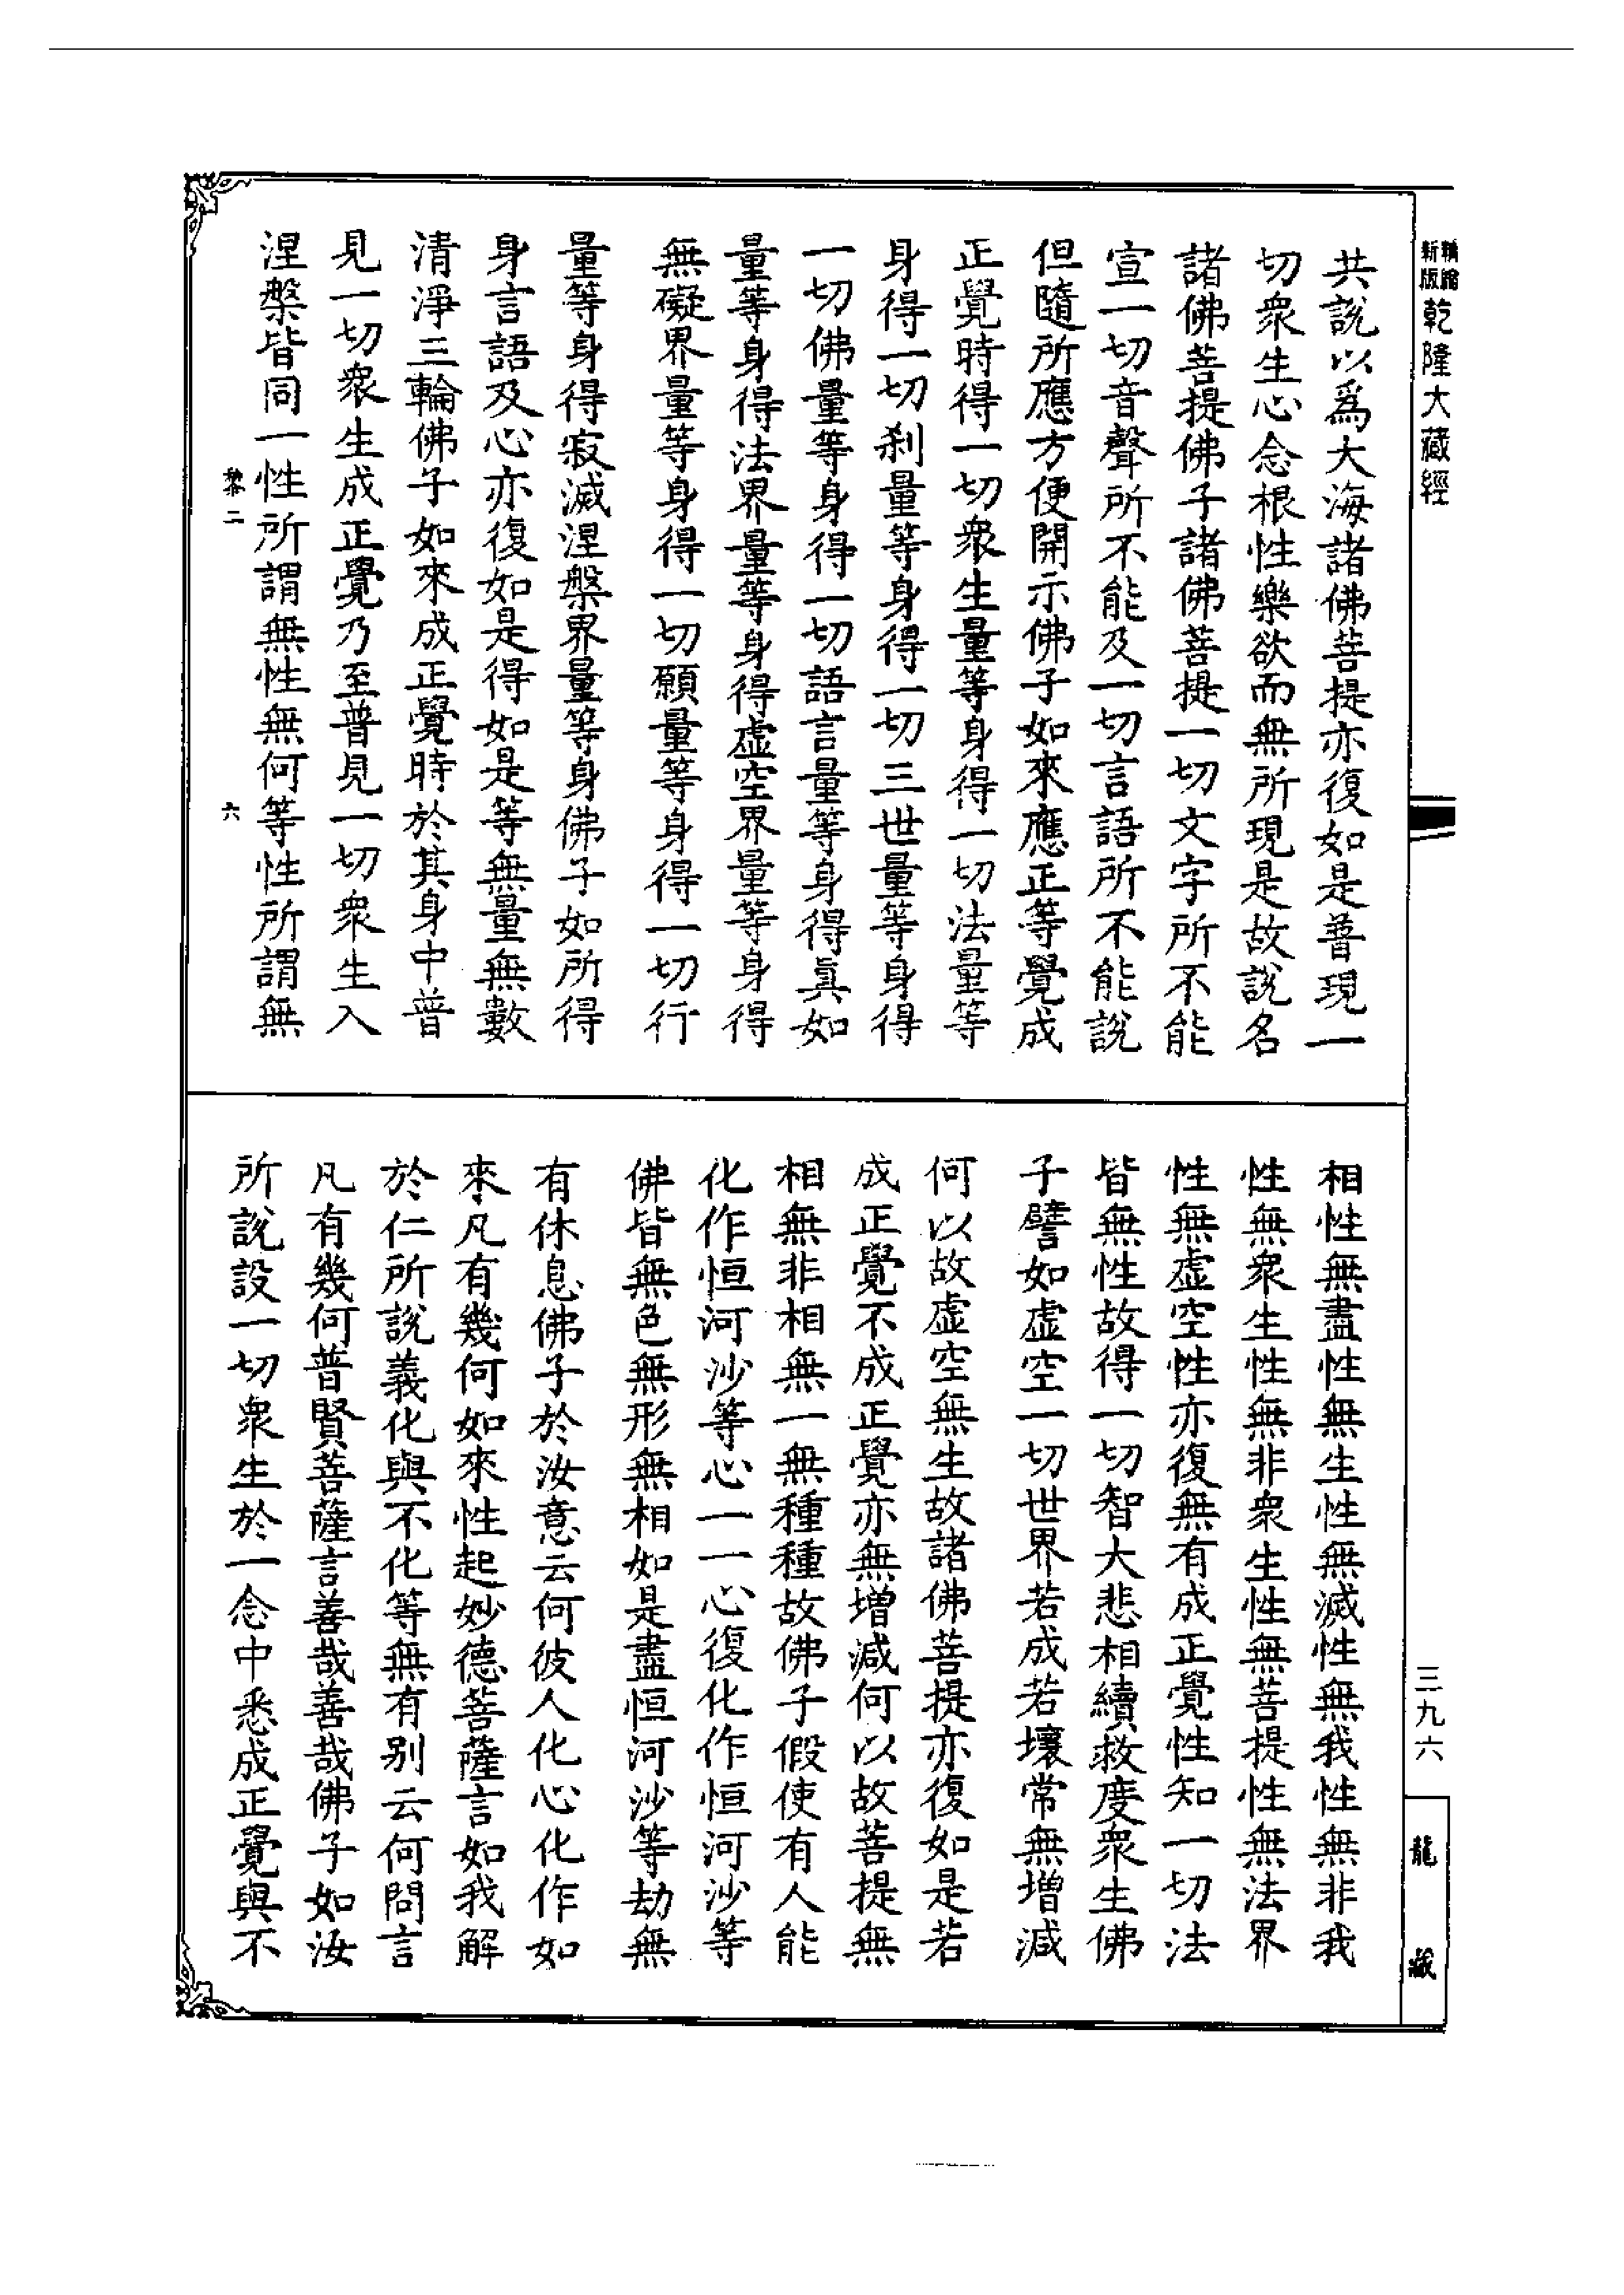 精縮
新版
乾隆大藏經
共說以爲大海諸佛菩提亦復如是普現一
切衆生心念根性樂欲而無所現是故說名
諸佛菩提佛子諸佛菩提一切文字所不能
宣一切音聲所不能及一切言語所不能說
但隨所應方便開示佛子如來應正等覺成
正覺時得一切衆生量等身得一切法量等
身得一切剎量等身得一切三世量等身得
一切佛量等身得一切語言量等身得眞如
量等身得法界量等身得虛空界量等身得
無礙界量等身得一切願量等身得一切行
量等身得寂滅涅槃界量等身佛子如所得
身言語及心亦復如是得如是等無量無數
清淨三輪佛子如來成正覺時於其身中普
見一切衆生成正覺乃至普見一切衆生入
涅槃皆同一性所謂無性無何等性所謂無
黎二
六
相性無盡性無生性無滅性無我性無非我
性無衆生性無非衆生性無菩提性無法界
性無虛空性亦復無有成正覺性知一切法
皆無性故得一切智大悲相續救度衆生佛
子譬如虛空一切世界若成若壞常無增減
何以故虛空無生故諸佛菩提亦復如是若
成正覺不成正覺亦無增減何以故菩提無
相無非相無一無種種故佛子假使有人能
化作恒河沙等心一一心復化作恒河沙等
佛皆無色無形無相如是盡恒河沙等劫無
有休息佛子於汝意云何彼人化心化作如
來凡有幾何如來性起妙德菩薩言如我解
於仁所說義化與不化等無有別云何問言
凡有幾何普賢菩薩言善哉善哉佛子如汝
所說設一切衆生於一念中悉成正覺與不
三九六
龍藏